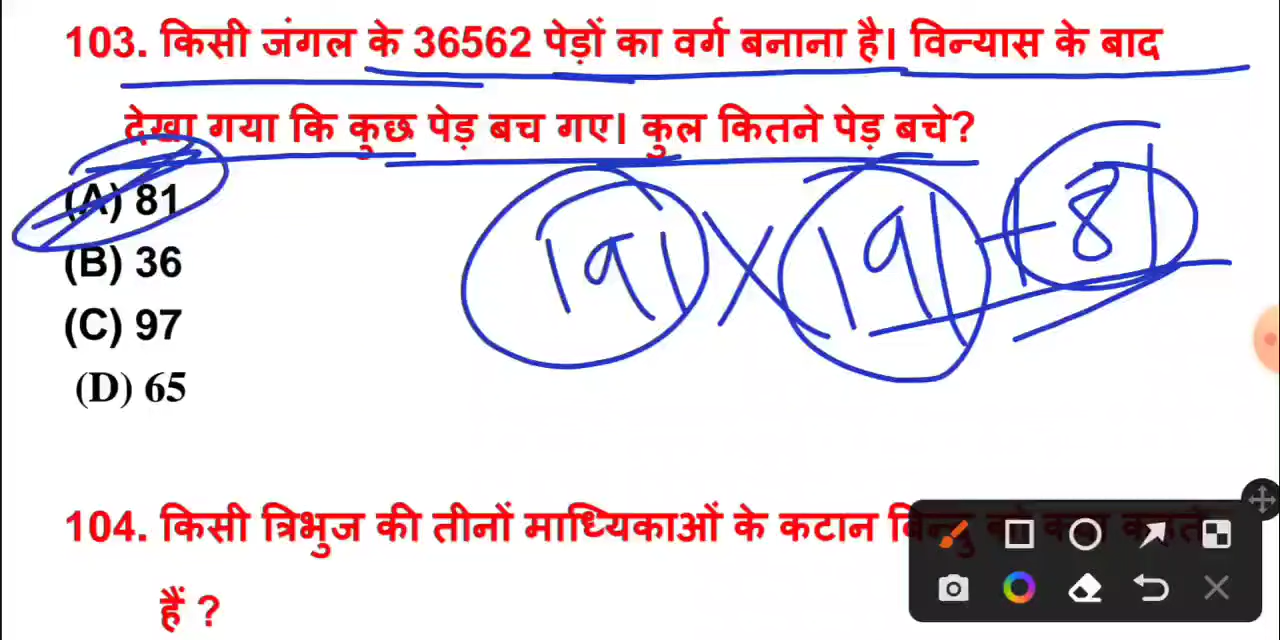 103. किसी जंगल के 36562 पेड़ों का वर्ग बनाना है। विन्यास के बाद
देखा गया कि कुछ पेड़ बच गए। कुल कितने पेड़ बचे?
(A) 81
191 × 191 + 81
(B) 36
(C) 97
(D) 65
104. किसी त्रिभुज की तीनों माध्यिकाओं के कटान
हैं ?